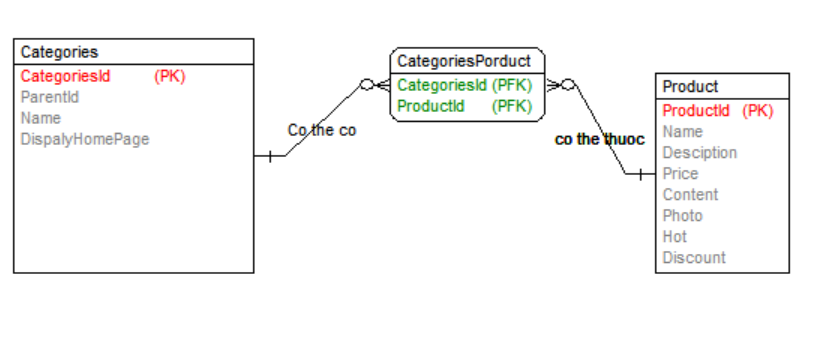 Categories
CategoriesId (PK)
ParentId
Name
DispalyHomePage
Co the co
CategoriesPorduct
CategoriesId (PFK)
ProductId (PFK)
co the thuoc
Product
ProductId (PK)
Name
Desciption
Price
Content
Photo
Hot
Discount